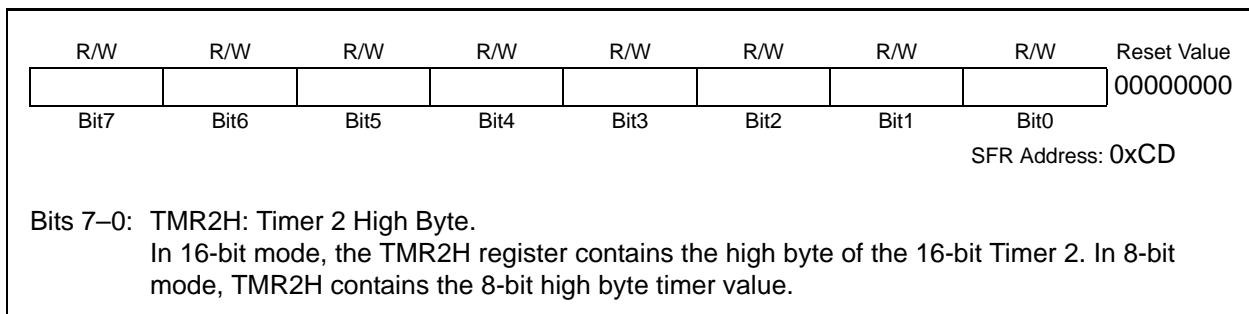 R/W R/W R/W R/W R/W R/W R/W R/W Reset Value
00000000
Bit7 Bit6 Bit5 Bit4 Bit3 Bit2 Bit1 Bit0
SFR Address: 0xCD
Bits 7–0: TMR2H: Timer 2 High Byte.
In 16-bit mode, the TMR2H register contains the high byte of the 16-bit Timer 2. In 8-bit
mode, TMR2H contains the 8-bit high byte timer value.